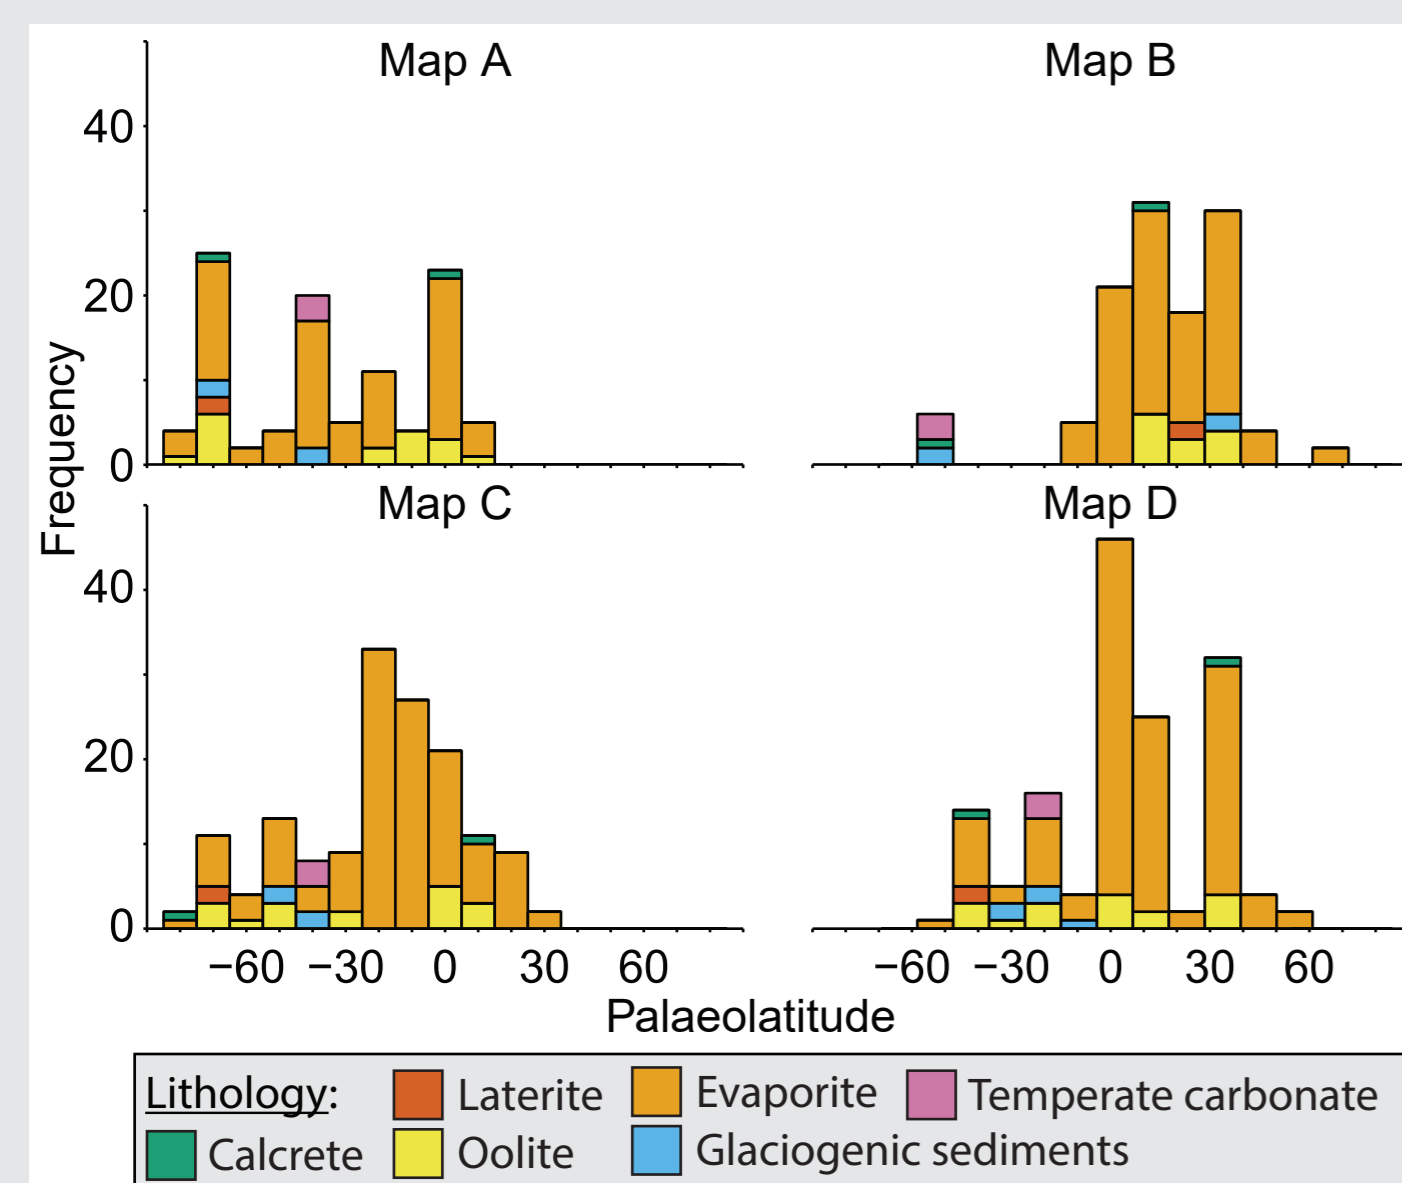 Map A
Map B
40
20
0
Frequency
Map C
Map D
40
20
0
−60 −30 0 30 60
−60 −30 0 30 60
Palaeolatitude
Lithology: Laterite Evaporite Temperate carbonate
Calcrete Oolite Glaciogenic sediments